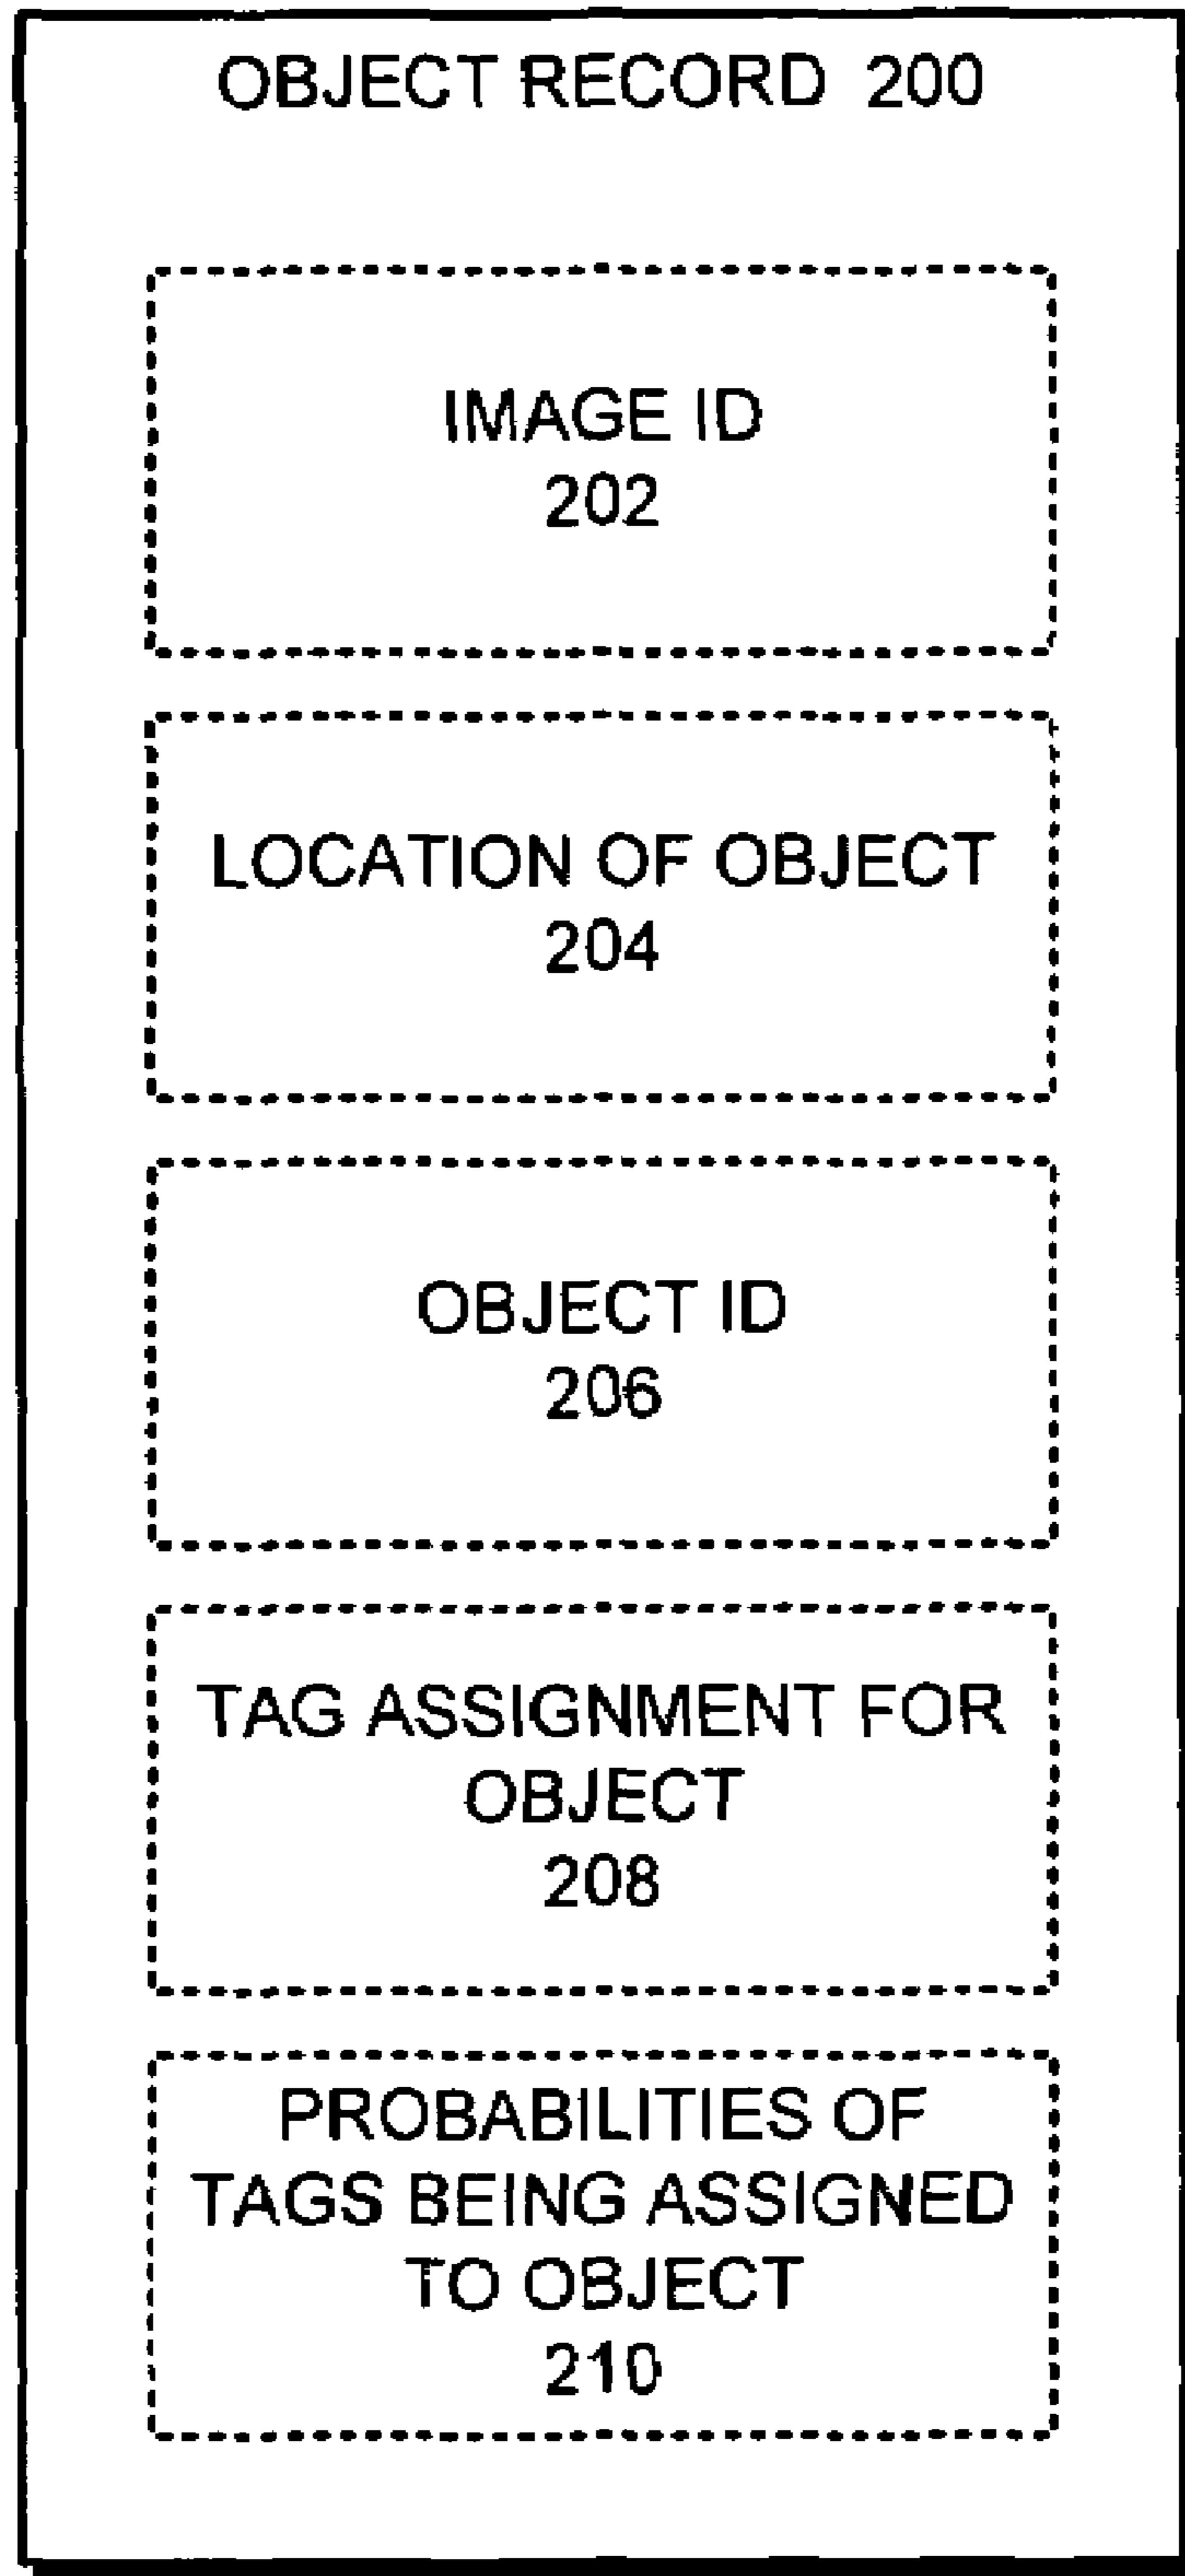 OBJECT RECORD 200
IMAGE ID
202
LOCATION OF OBJECT
204
OBJECT ID
206
TAG ASSIGNMENT FOR
OBJECT
208
PROBABILITIES OF
TAGS BEING ASSIGNED
TO OBJECT
210